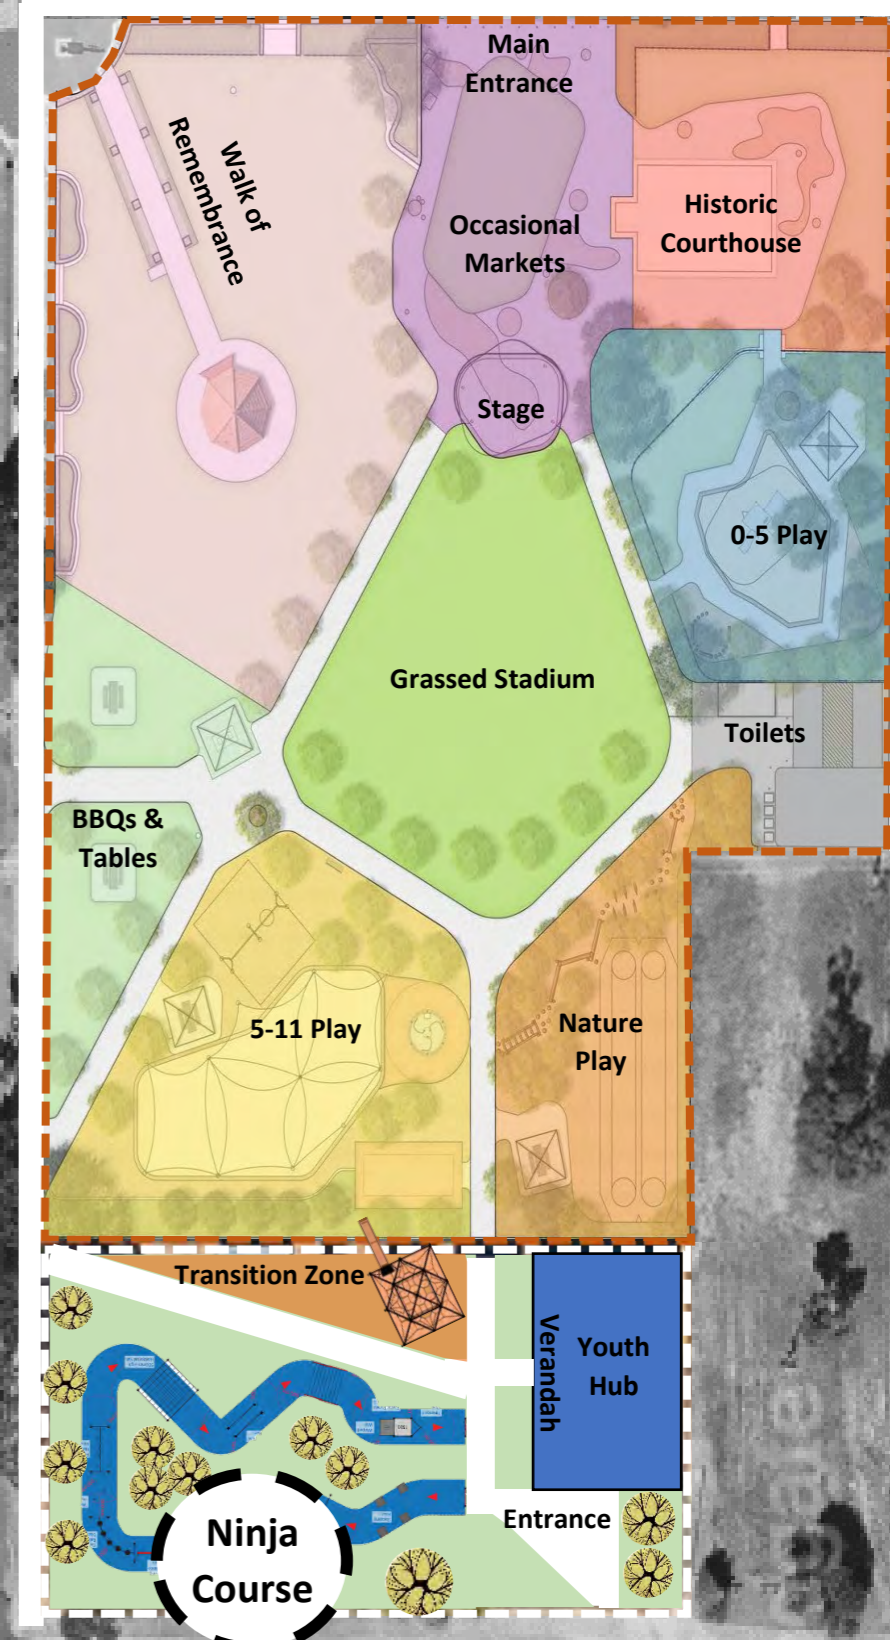 Main
Entrance
Walk of
Remembrance
Historic
Courthouse
Occasional
Markets
Stage
0-5 Play
Grassed Stadium
Toilets
BBQs &
Tables
5-11 Play
Nature
Play
Transition Zone
Verandah
Youth
Hub
Entrance
Ninja
Course